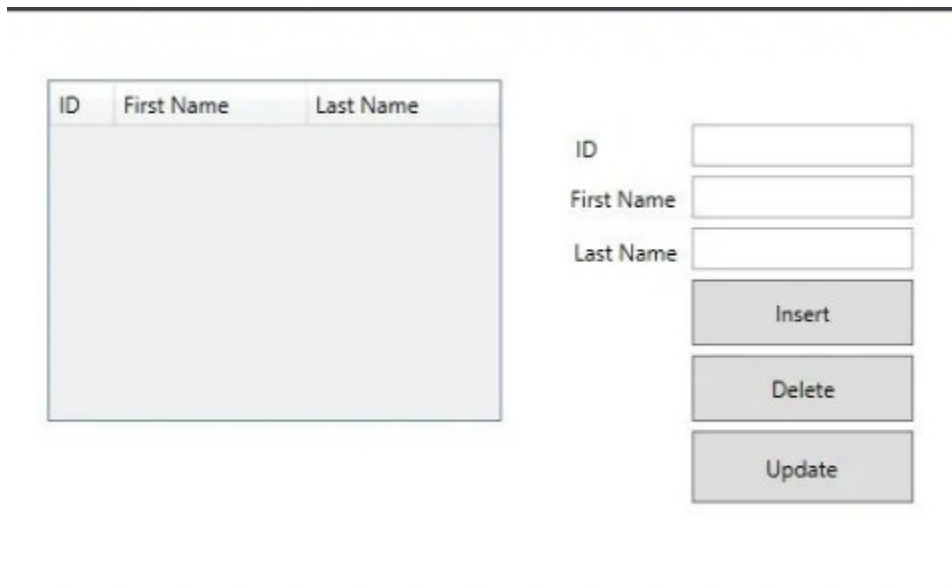 ID First Name Last Name
ID
First Name
Last Name
Insert
Delete
Update